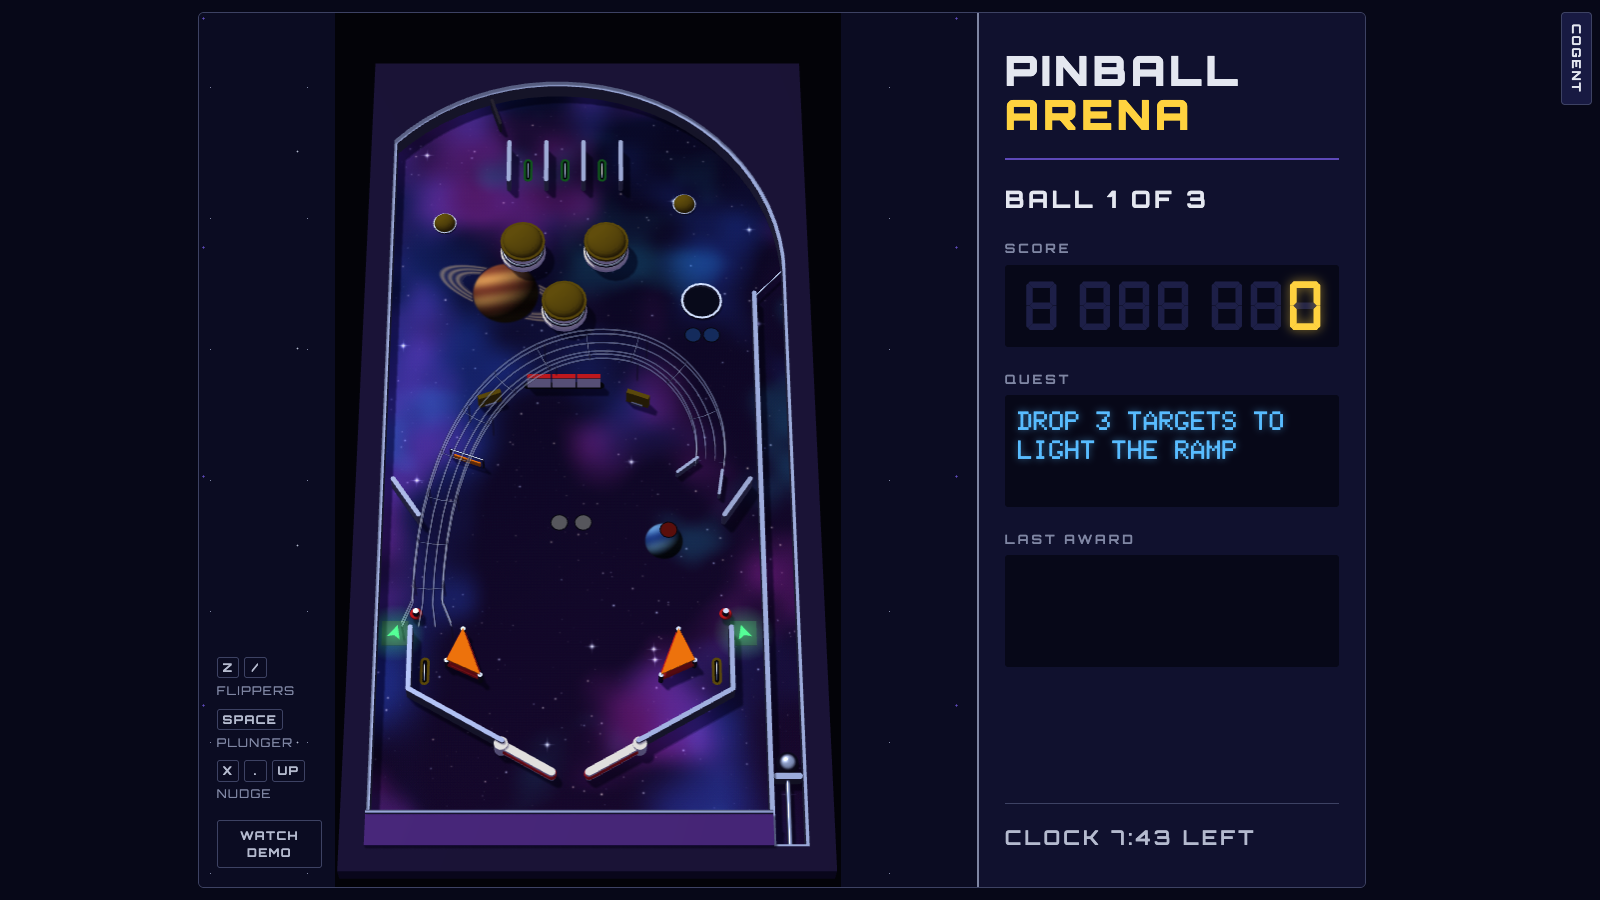 PINBALL
ARENA
BALL 1 OF 3
SCORE
0
QUEST
DROP 3 TARGETS TO
LIGHT THE RAMP
LAST AWARD
CLOCK 7:43 LEFT
Z /
FLIPPERS
SPACE
PLUNGER
X . UP
NUDGE
WATCH
DEMO
COGENT